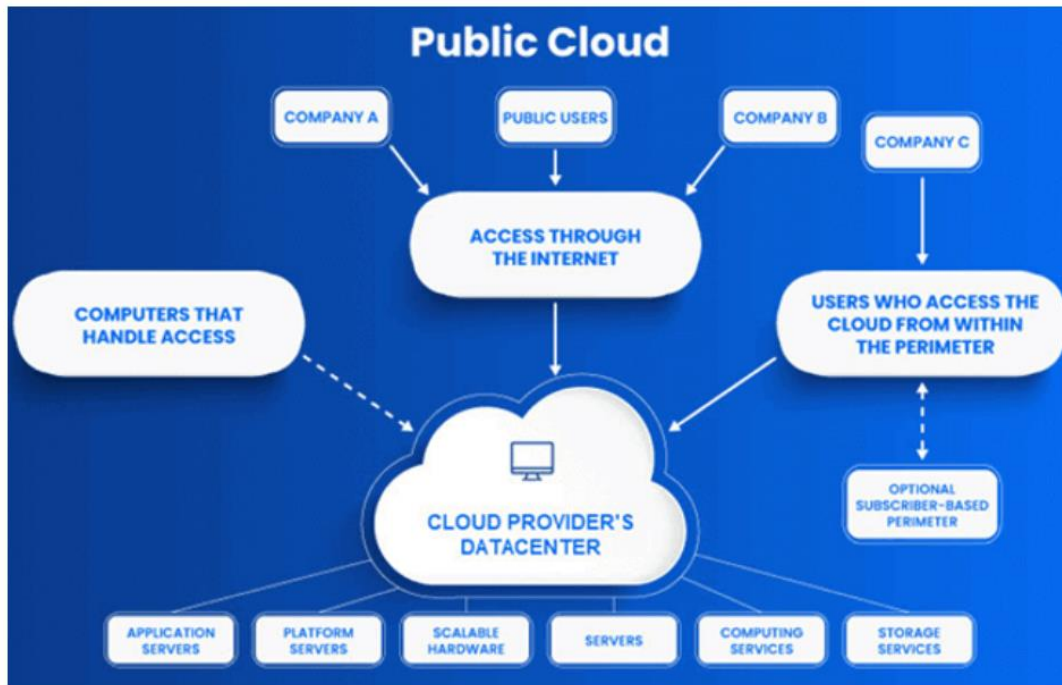 Public Cloud
COMPANY A
PUBLIC USERS
COMPANY B
COMPANY C
ACCESS THROUGH
THE INTERNET
COMPUTERS THAT
HANDLE ACCESS
USERS WHO ACCESS THE
CLOUD FROM WITHIN
THE PERIMETER
OPTIONAL
SUBSCRIBER-BASED
PERIMETER
CLOUD PROVIDER'S
DATACENTER
APPLICATION
SERVERS
PLATFORM
SERVERS
SCALABLE
HARDWARE
SERVERS
COMPUTING
SERVICES
STORAGE
SERVICES